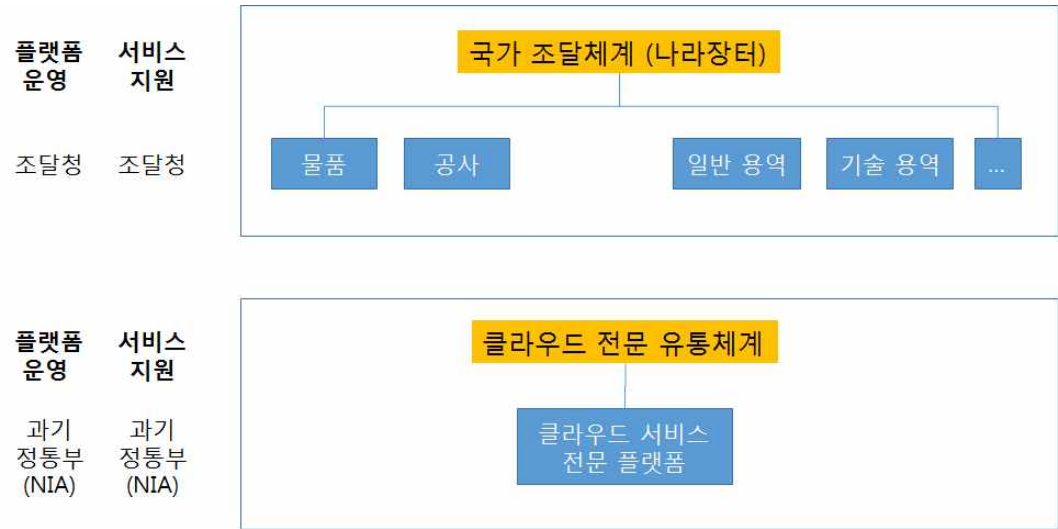 플랫폼 서비스
운영 지원
국가 조달체계 (나라장터)
조달청 조달청
물품
공사
일반 용역
기술 용역
...
플랫폼 서비스
운영 지원
클라우드 전문 유통체계
과기 과기
정통부 정통부
(NIA) (NIA)
클라우드 서비스
전문 플랫폼